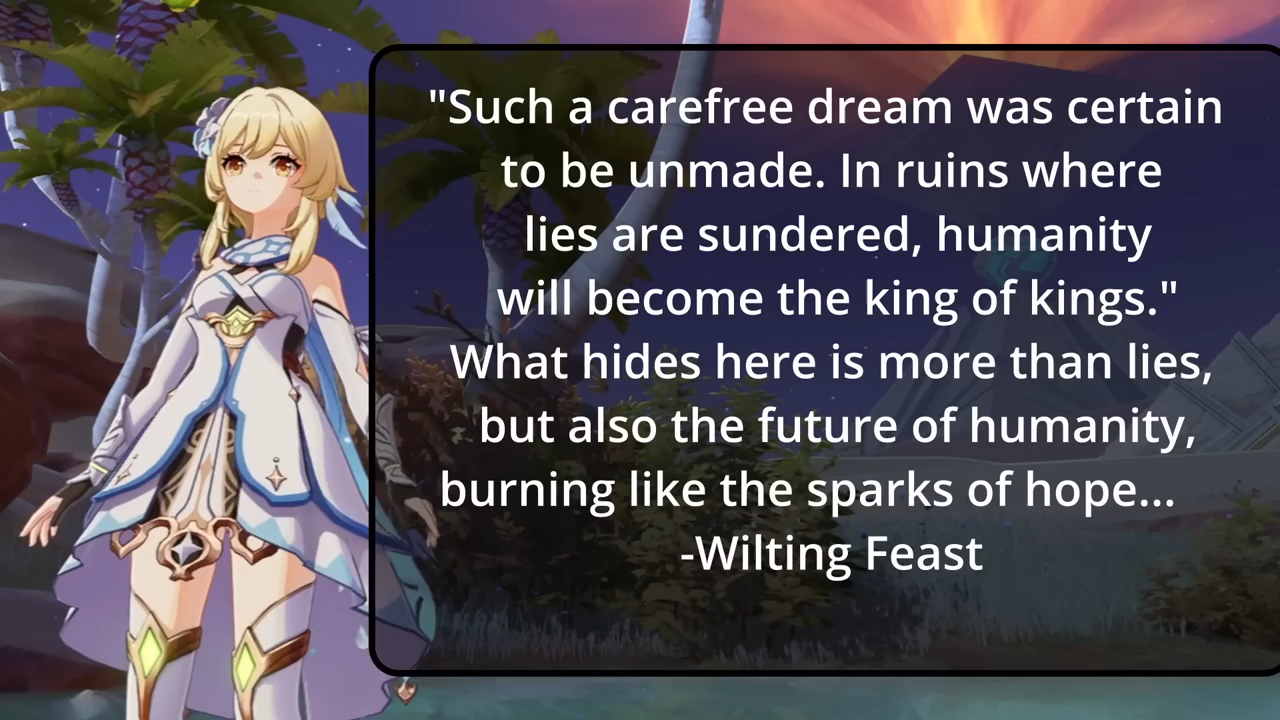 "Such a carefree dream was certain
to be unmade. In ruins where
lies are sundered, humanity
will become the king of kings."
What hides here is more than lies,
but also the future of humanity,
burning like the sparks of hope...
-Wilting Feast